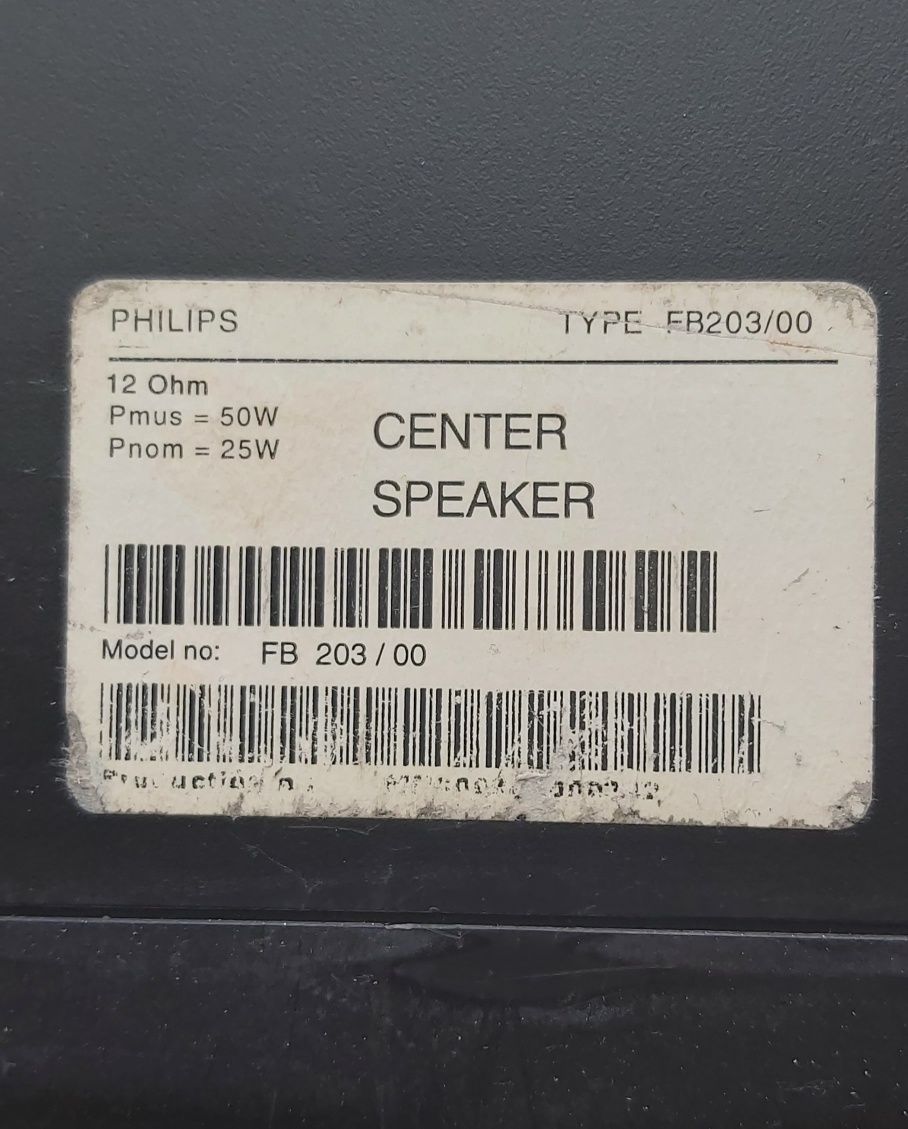 PHILIPS TYPE FB203/00
12 Ohm
Pmus = 50W
Pnom = 25W
CENTER
SPEAKER
Model no: FB 203 / 00